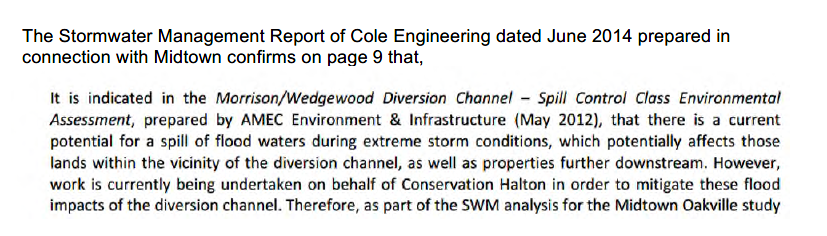 The Stormwater Management Report of Cole Engineering dated June 2014 prepared in
connection with Midtown confirms on page 9 that,
It is indicated in the Morrison/Wedgewood Diversion Channel – Spill Control Class Environmental
Assessment, prepared by AMEC Environment & Infrastructure (May 2012), that there is a current
potential for a spill of flood waters during extreme storm conditions, which potentially affects those
lands within the vicinity of the diversion channel, as well as properties further downstream. However,
work is currently being undertaken on behalf of Conservation Halton in order to mitigate these flood
impacts of the diversion channel. Therefore, as part of the SWM analysis for the Midtown Oakville study